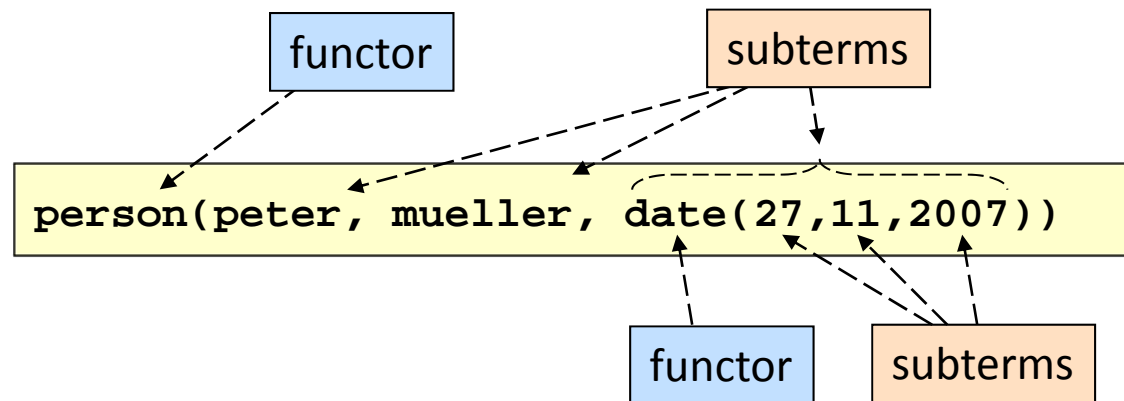 functor
subterms
person(peter, mueller, date(27,11,2007))
functor
subterms